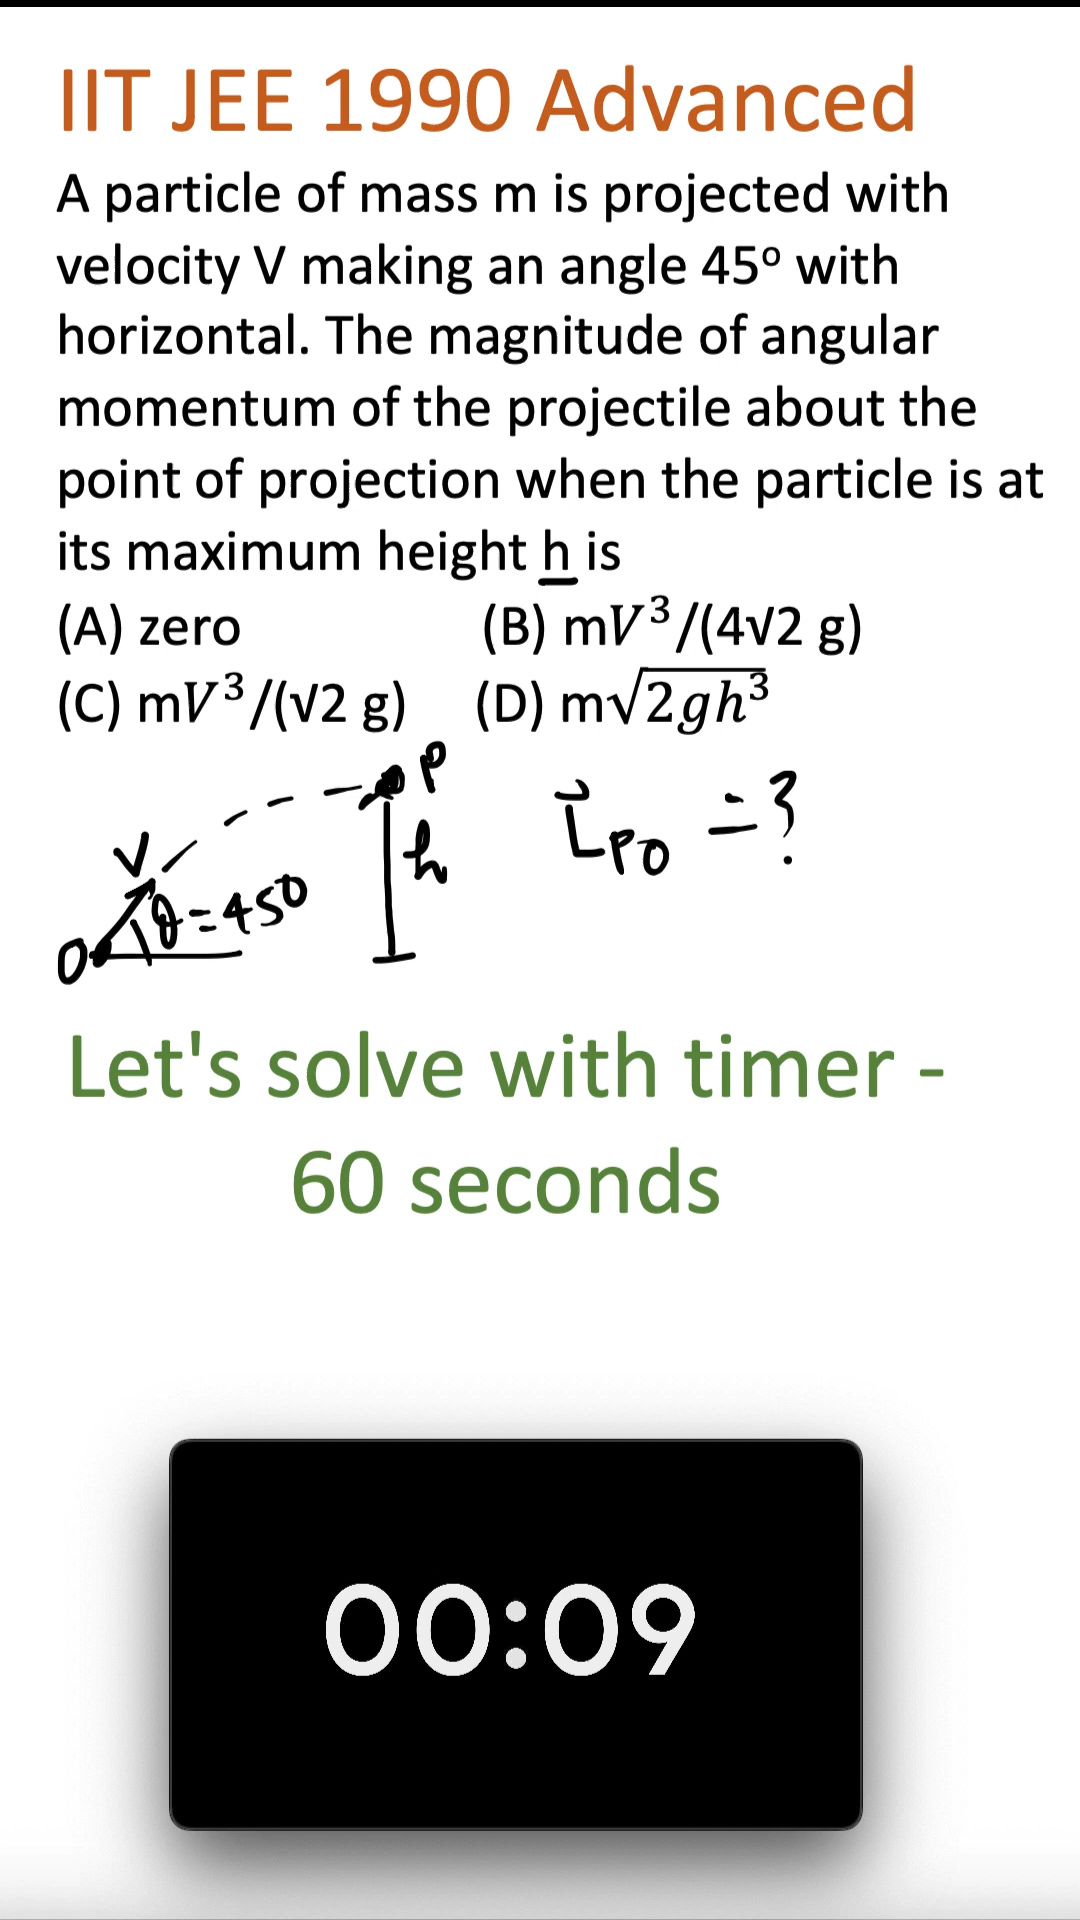 IIT JEE 1990 Advanced
A particle of mass m is projected with
velocity V making an angle 45° with
horizontal. The magnitude of angular
momentum of the projectile about the
point of projection when the particle is at
its maximum height h is
(A) zero (B) mV³/(4√2 g)
(C) mV³/(√2 g) (D) m√2gh³
P
V h L⃗PO = ?
O θ=45°
Let's solve with timer -
60 seconds
00:09